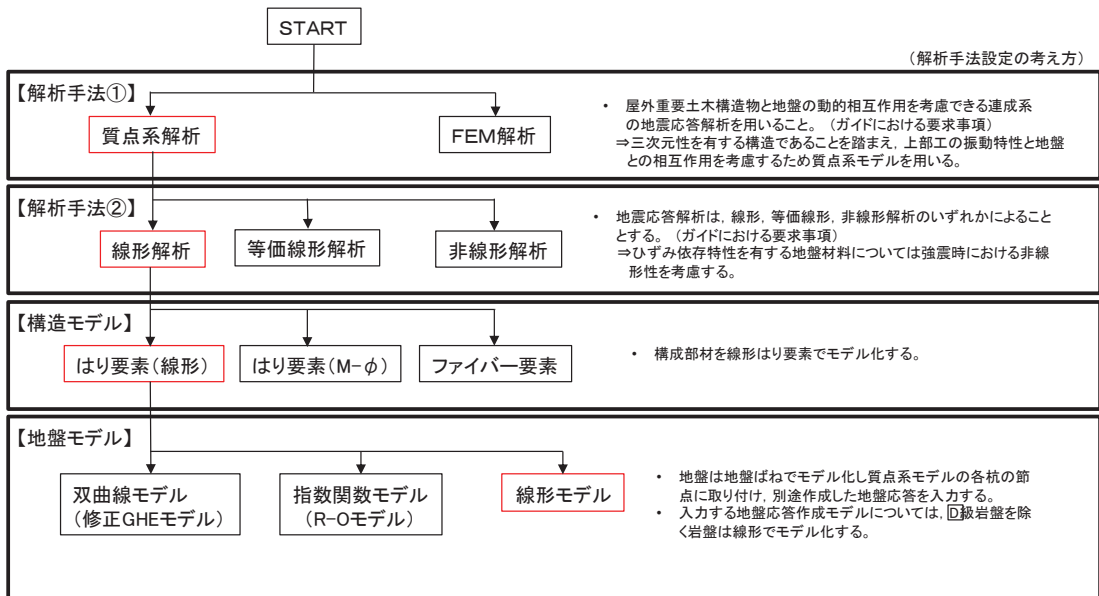 START
(解析手法設定の考え方)
【解析手法①】
質点系解析
FEM解析
・ 屋外重要土木構造物と地盤の動的相互作用を考慮できる連成系
の地震応答解析を用いること。（ガイドにおける要求事項）
⇒三次元性を有する構造であることを踏まえ，上部工の振動特性と地盤
との相互作用を考慮するため質点系モデルを用いる。
【解析手法②】
線形解析
等価線形解析
非線形解析
・ 地震応答解析は，線形，等価線形，非線形解析のいずれかによること
とする。（ガイドにおける要求事項）
⇒ひずみ依存特性を有する地盤材料については強震時における非線
形性を考慮する。
【構造モデル】
はり要素(線形)
はり要素(M-φ)
ファイバー要素
・ 構成部材を線形はり要素でモデル化する。
【地盤モデル】
双曲線モデル
(修正GHEモデル)
指数関数モデル
(R-Oモデル)
線形モデル
・ 地盤は地盤ばねでモデル化し質点系モデルの各杭の節
点に取り付け，別途作成した地盤応答を入力する。
・ 入力する地盤応答作成モデルについては，D級岩盤を除
く岩盤は線形でモデル化する。